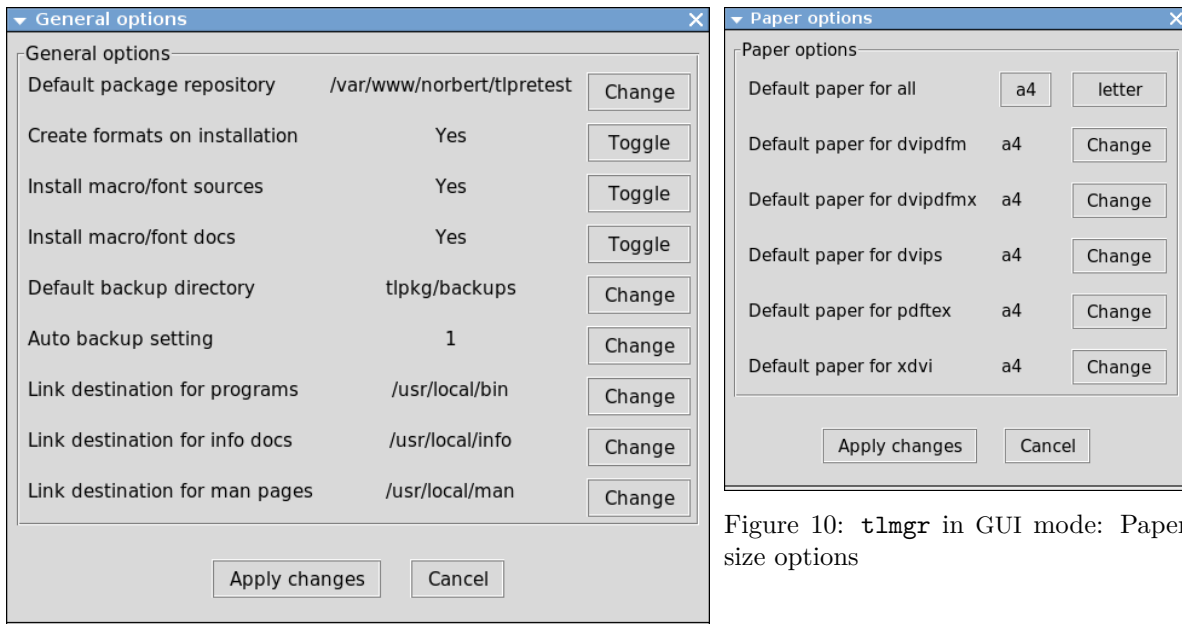 General options
General options
Default package repository /var/www/norbert/tlpretest Change
Create formats on installation Yes Toggle
Install macro/font sources Yes Toggle
Install macro/font docs Yes Toggle
Default backup directory tlpkg/backups Change
Auto backup setting 1 Change
Link destination for programs /usr/local/bin Change
Link destination for info docs /usr/local/info Change
Link destination for man pages /usr/local/man Change
Apply changes Cancel
Paper options
Paper options
Default paper for all a4 letter
Default paper for dvipdfm a4 Change
Default paper for dvipdfmx a4 Change
Default paper for dvips a4 Change
Default paper for pdftex a4 Change
Default paper for xdvi a4 Change
Apply changes Cancel
Figure 10: tlmgr in GUI mode: Paper
size options